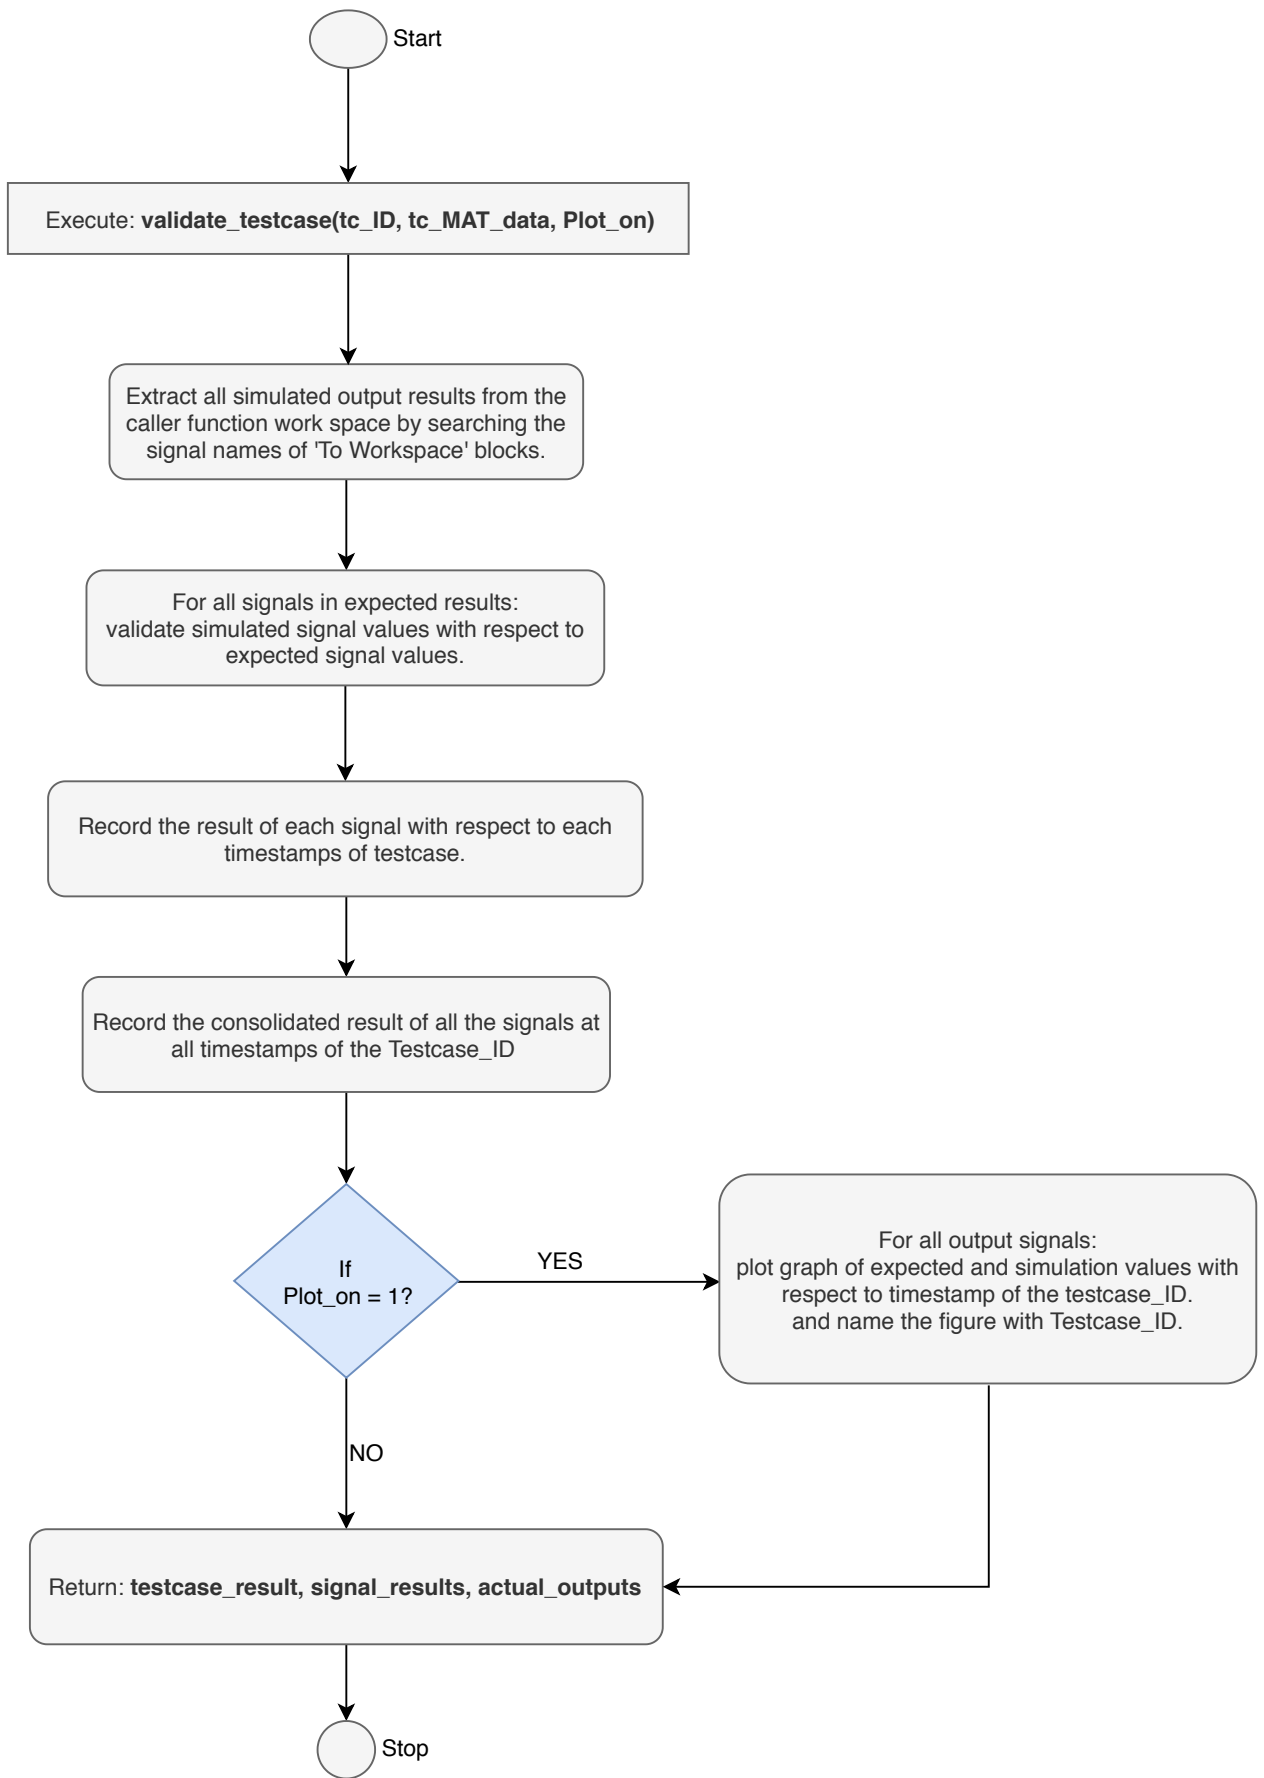 Start
Execute: validate_testcase(tc_ID, tc_MAT_data, Plot_on)
Extract all simulated output results from the
caller function work space by searching the
signal names of 'To Workspace' blocks.
For all signals in expected results:
validate simulated signal values with respect to
expected signal values.
Record the result of each signal with respect to each
timestamps of testcase.
Record the consolidated result of all the signals at
all timestamps of the Testcase_ID
If
Plot_on = 1?
YES
For all output signals:
plot graph of expected and simulation values with
respect to timestamp of the testcase_ID.
and name the figure with Testcase_ID.
NO
Return: testcase_result, signal_results, actual_outputs
Stop